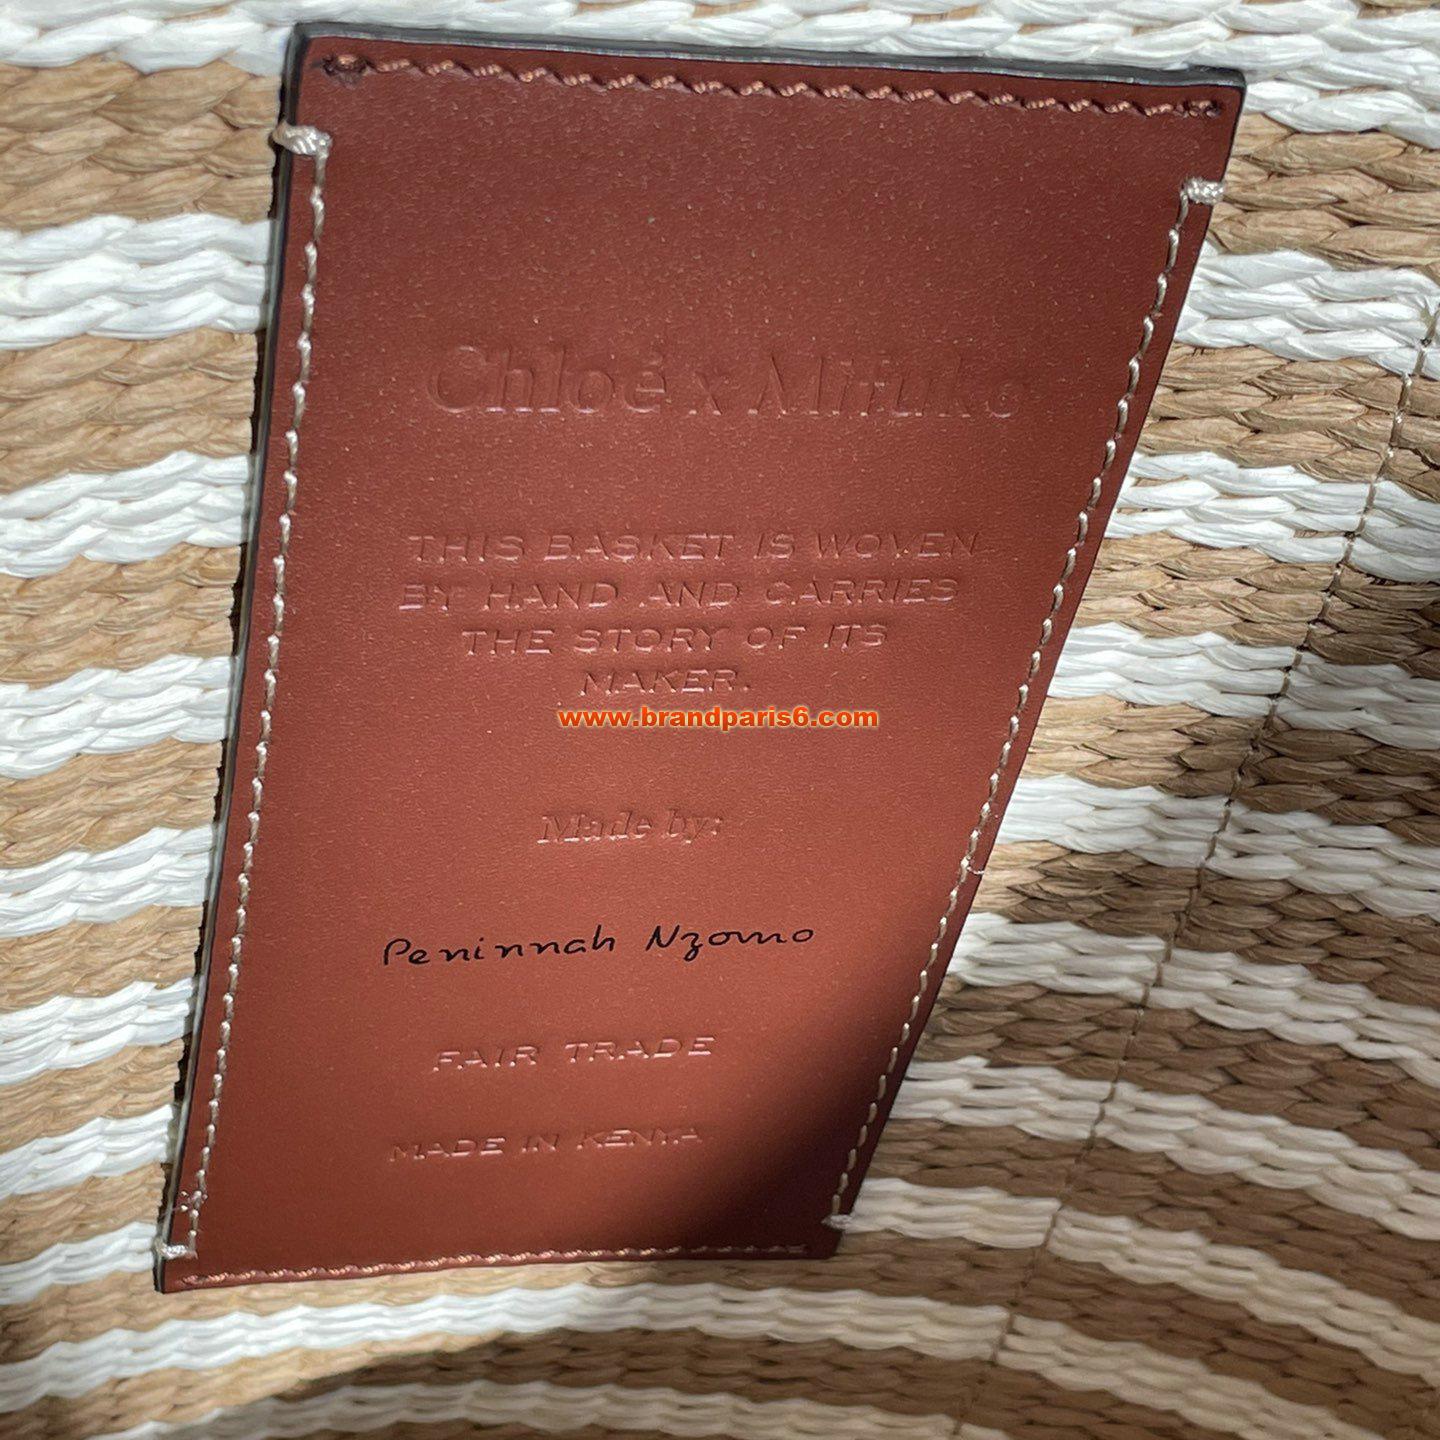 Chloé x Mifuko
THIS BASKET IS WOVEN
BY HAND AND CARRIES
THE STORY OF ITS
MAKER.
www.brandparis6.com
Made by:
Peninnah Nzomo
FAIR TRADE
MADE IN KENYA